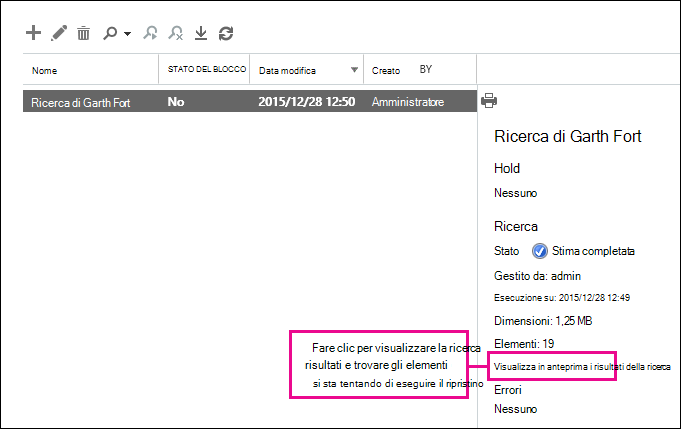 Nome STATO DEL BLOCCO Data modifica Creato BY
Ricerca di Garth Fort No 2015/12/28 12:50 Amministratore
Ricerca di Garth Fort
Hold
Nessuno
Ricerca
Stato Stima completata
Gestito da: admin
Esecuzione su: 2015/12/28 12:49
Dimensioni: 1,25 MB
Elementi: 19
Visualizza in anteprima i risultati della ricerca
Errori
Nessuno
Fare clic per visualizzare la ricerca
risultati e trovare gli elementi
si sta tentando di eseguire il ripristino